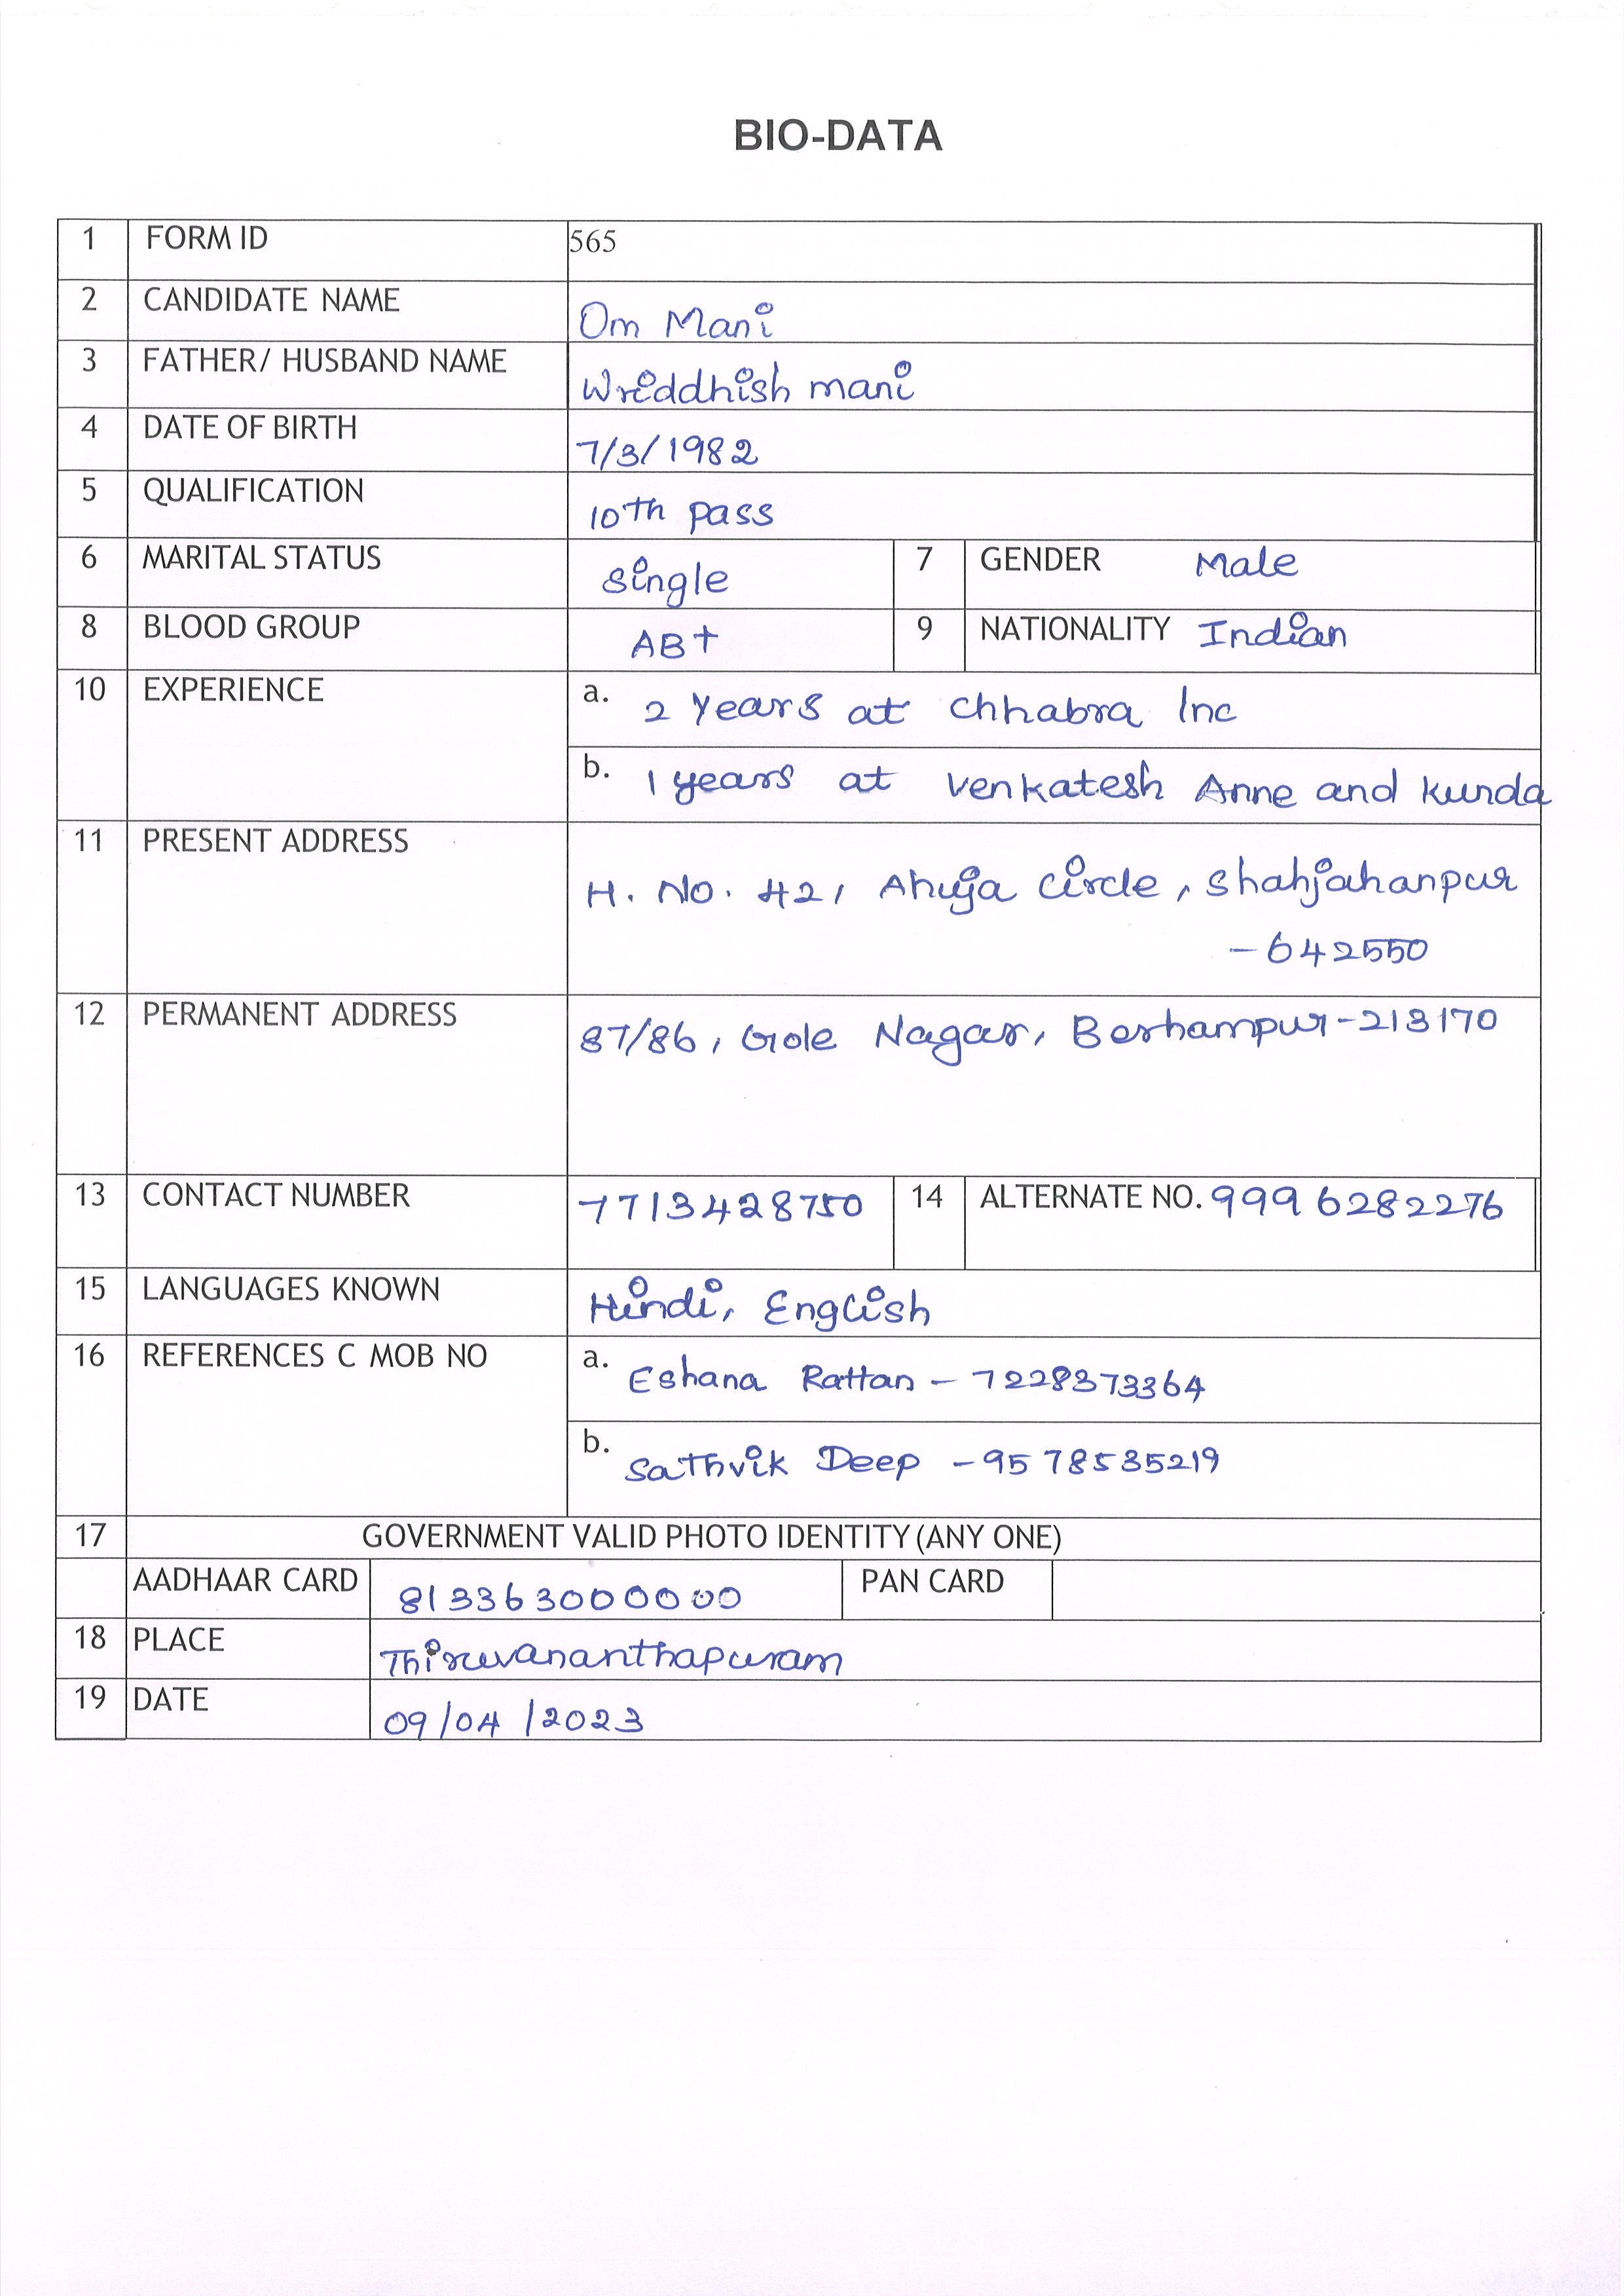 BIO-DATA
1 FORM ID 565
2 CANDIDATE NAME Om Mani
3 FATHER/ HUSBAND NAME Wriddhish mani
4 DATE OF BIRTH 7/3/1982
5 QUALIFICATION 10th pass
6 MARITAL STATUS single 7 GENDER Male
8 BLOOD GROUP AB+ 9 NATIONALITY Indian
10 EXPERIENCE a. 2 Years at Chhabra Inc
b. 1 years at Venkatesh Anne and kunda
11 PRESENT ADDRESS H. No. 42, Ahuja Circle, Shahjahanpur
-642550
12 PERMANENT ADDRESS 87/86, Gole Nagar, Berhampur-213170
13 CONTACT NUMBER 7713428750 14 ALTERNATE NO. 9996282276
15 LANGUAGES KNOWN Hindi, English
16 REFERENCES C MOB NO a. Eshana Rattan - 7228373364
b. Sathvik Deep - 9578535219
17 GOVERNMENT VALID PHOTO IDENTITY (ANY ONE)
AADHAAR CARD 813363000000 PAN CARD
18 PLACE Thiruvananthapuram
19 DATE 09/04/2023